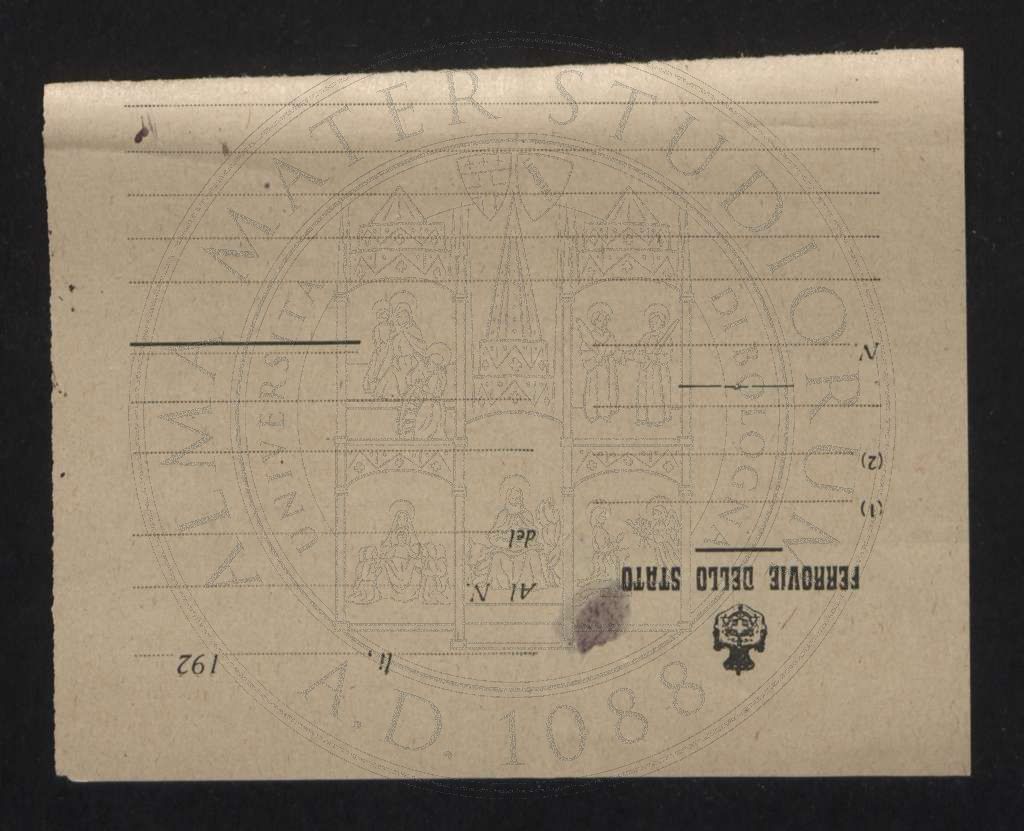 FERROVIE DELLO STATO
(1)
(2)
N.
li, 192
Al N.
del
ALMA MATER STUDIORUM
UNIVERSITÀ DI BOLOGNA
A.D. 1088